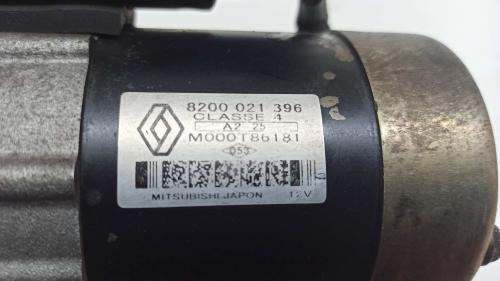 8200 021 396
CLASSE 4
A2 25
M000T86181
053
MITSUBISHI JAPON 12V